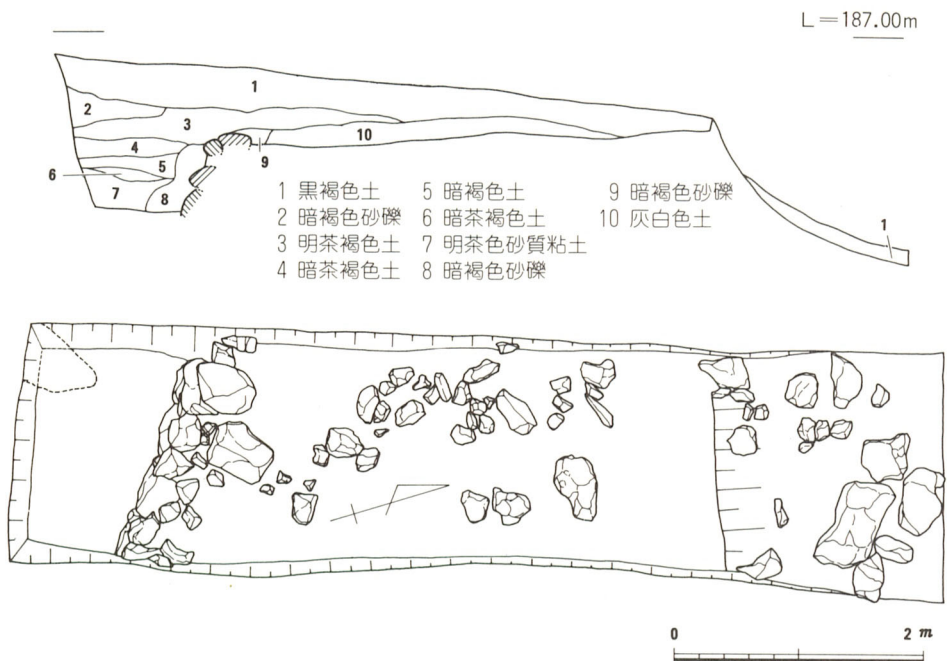 L=187.00m
1
2
3
4
5
6
7
8
9
10
1
1 黒褐色土 5 暗褐色土 9 暗褐色砂礫
2 暗褐色砂礫 6 暗茶褐色土 10 灰白色土
3 明茶褐色土 7 明茶色砂質粘土
4 暗茶褐色土 8 暗褐色砂礫
0 2 m